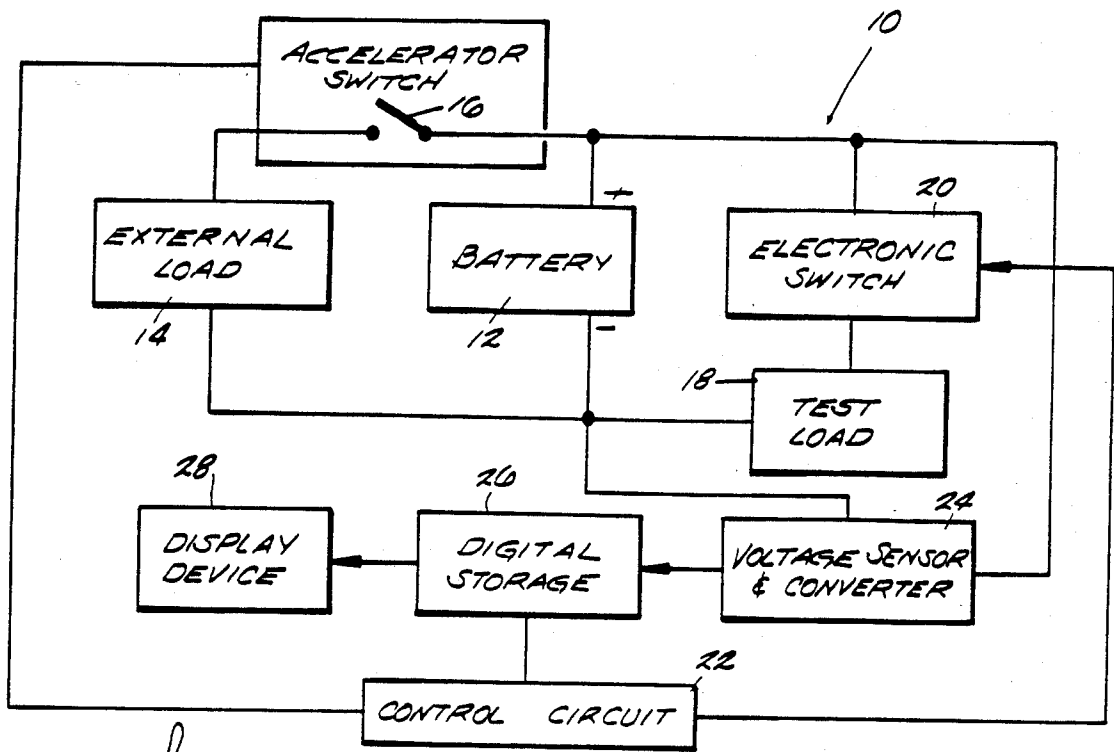 10
ACCELERATOR
SWITCH
16
+
20
EXTERNAL
LOAD
BATTERY
ELECTRONIC
SWITCH
14
12
-
18
TEST
LOAD
28
26
24
DISPLAY
DEVICE
DIGITAL
STORAGE
VOLTAGE SENSOR
& CONVERTER
22
CONTROL CIRCUIT